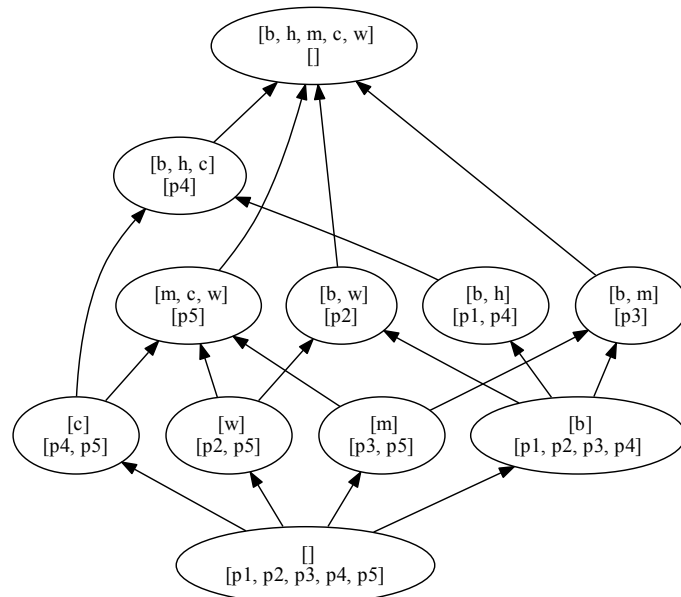 [b, h, m, c, w]
[]
[b, h, c]
[p4]
[m, c, w]
[p5]
[b, w]
[p2]
[b, h]
[p1, p4]
[b, m]
[p3]
[c]
[p4, p5]
[w]
[p2, p5]
[m]
[p3, p5]
[b]
[p1, p2, p3, p4]
[]
[p1, p2, p3, p4, p5]